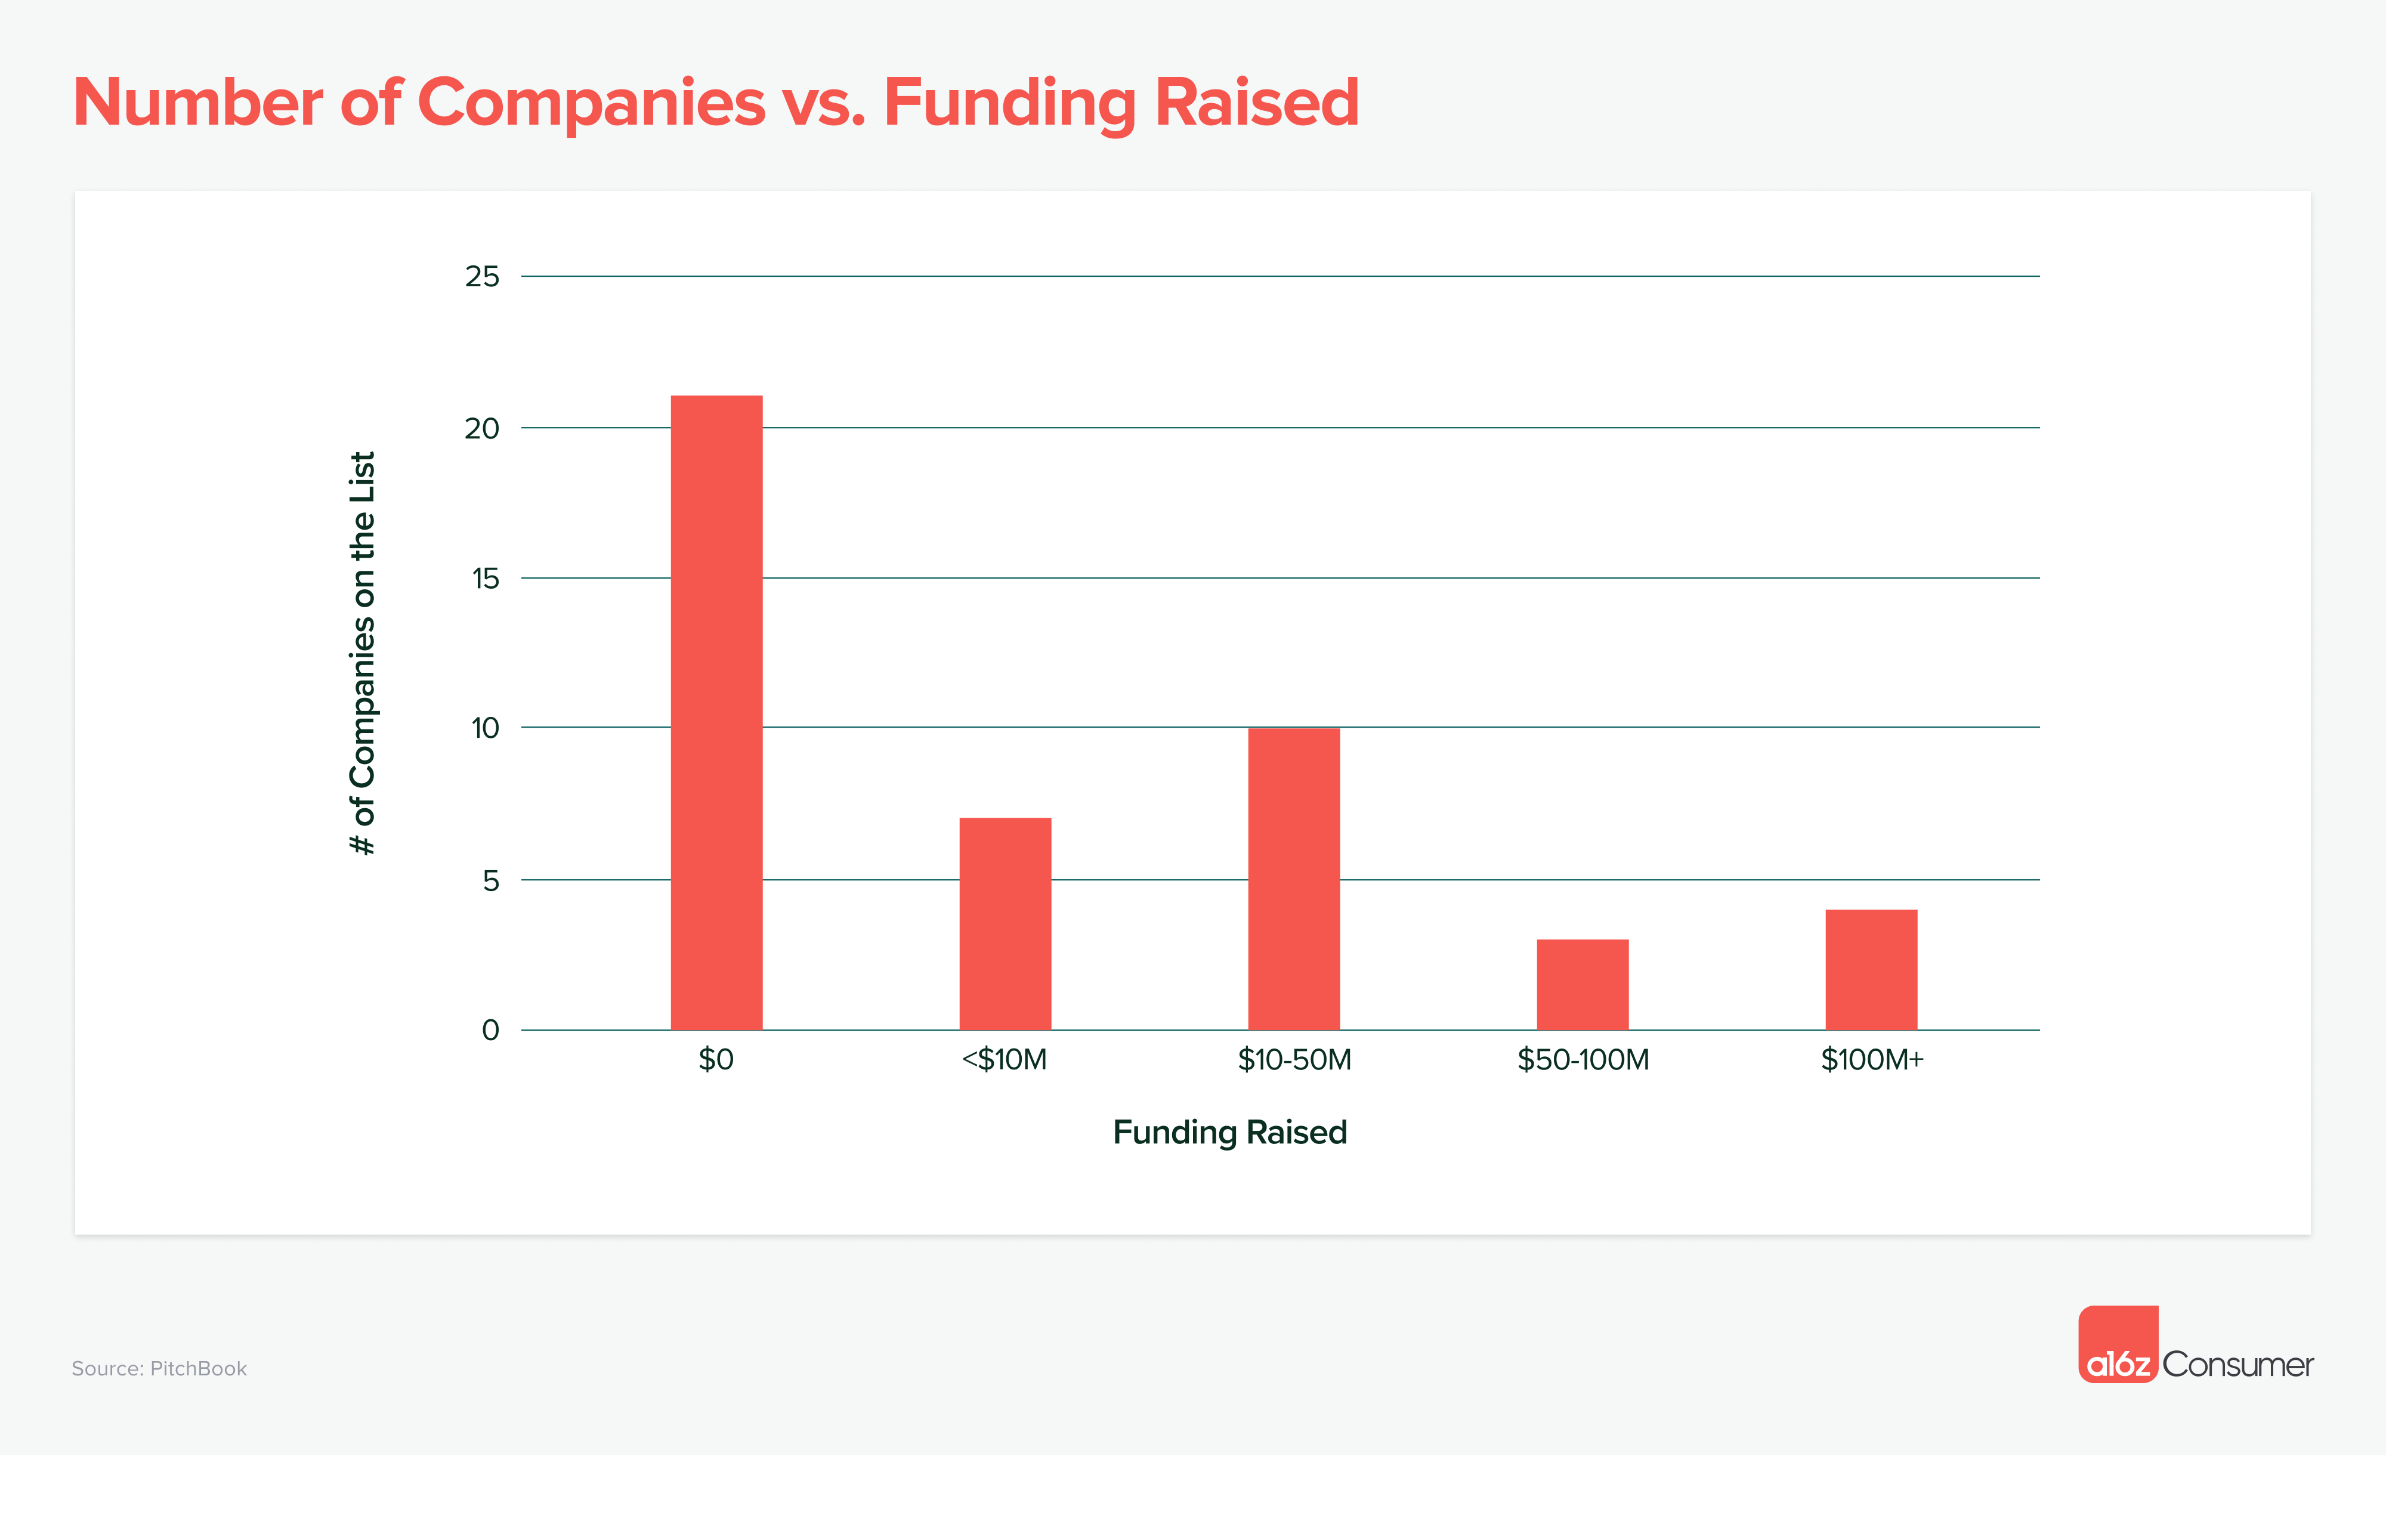 Number of Companies vs. Funding Raised
25
20
15
10
5
0
# of Companies on the List
$0
<$10M
$10-50M
$50-100M
$100M+
Funding Raised
Source: PitchBook
a16z Consumer